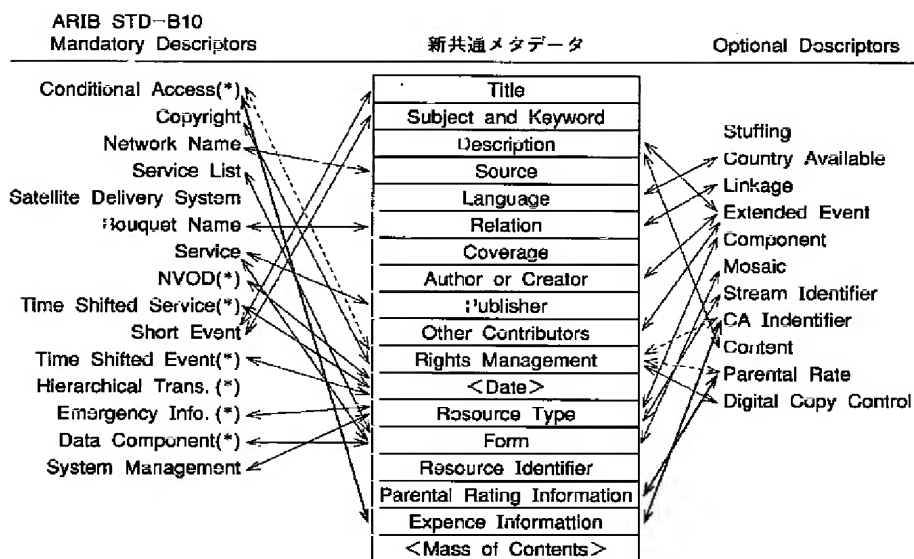 ARIB STD-B10
Mandatory Descriptors
新共通メタデータ
Optional Descriptors
Conditional Access(*)
Copyright
Network Name
Service List
Satellite Delivery System
Bouquet Name
Service
NVOD(*)
Time Shifted Service(*)
Short Event
Time Shifted Event(*)
Hierarchical Trans. (*)
Emergency Info. (*)
Data Component(*)
System Management
Title
Subject and Keyword
Description
Source
Language
Relation
Coverage
Author or Creator
Publisher
Other Contributors
Rights Management
<Date>
Resource Type
Form
Resource Identifier
Parental Rating Information
Expence Informattion
<Mass of Contents>
Stuffing
Country Available
Linkage
Extended Event
Component
Mosaic
Stream Identifier
CA Indentifier
Content
Parental Rate
Digital Copy Control